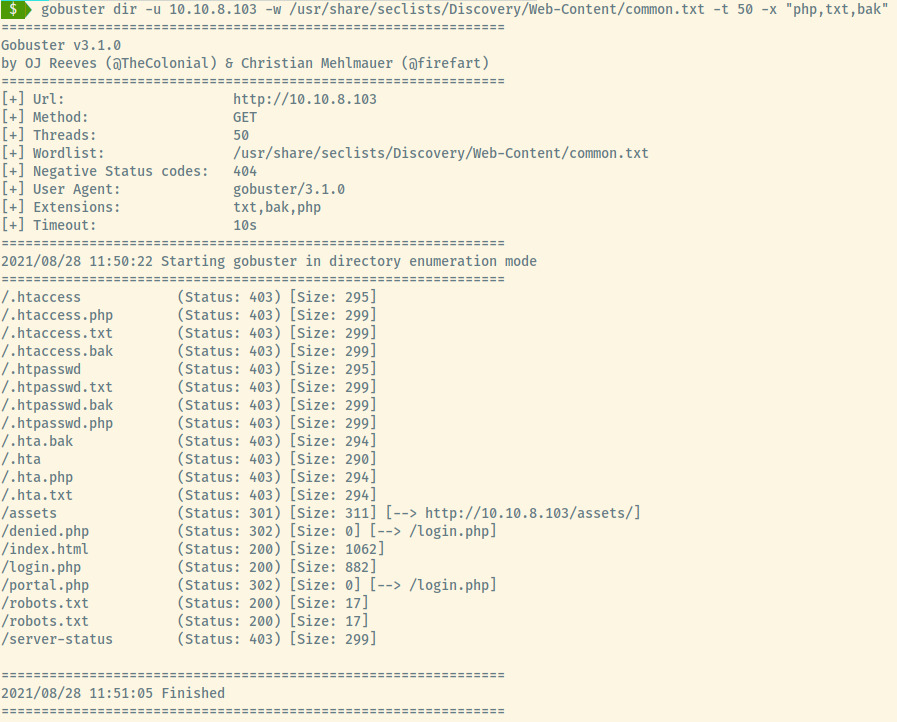 $ gobuster dir -u 10.10.8.103 -w /usr/share/seclists/Discovery/Web-Content/common.txt -t 50 -x "php,txt,bak"
===============================================================
Gobuster v3.1.0
by OJ Reeves (@TheColonial) & Christian Mehlmauer (@firefart)
===============================================================
[+] Url:                     http://10.10.8.103
[+] Method:                  GET
[+] Threads:                 50
[+] Wordlist:                /usr/share/seclists/Discovery/Web-Content/common.txt
[+] Negative Status codes:   404
[+] User Agent:              gobuster/3.1.0
[+] Extensions:              txt,bak,php
[+] Timeout:                 10s
===============================================================
2021/08/28 11:50:22 Starting gobuster in directory enumeration mode
===============================================================
/.htaccess            (Status: 403) [Size: 295]
/.htaccess.php        (Status: 403) [Size: 299]
/.htaccess.txt        (Status: 403) [Size: 299]
/.htaccess.bak        (Status: 403) [Size: 299]
/.htpasswd            (Status: 403) [Size: 295]
/.htpasswd.txt        (Status: 403) [Size: 299]
/.htpasswd.bak        (Status: 403) [Size: 299]
/.htpasswd.php        (Status: 403) [Size: 299]
/.hta.bak             (Status: 403) [Size: 294]
/.hta                 (Status: 403) [Size: 290]
/.hta.php             (Status: 403) [Size: 294]
/.hta.txt             (Status: 403) [Size: 294]
/assets               (Status: 301) [Size: 311] [--> http://10.10.8.103/assets/]
/denied.php           (Status: 302) [Size: 0] [--> /login.php]
/index.html           (Status: 200) [Size: 1062]
/login.php            (Status: 200) [Size: 882]
/portal.php           (Status: 302) [Size: 0] [--> /login.php]
/robots.txt           (Status: 200) [Size: 17]
/robots.txt           (Status: 200) [Size: 17]
/server-status        (Status: 403) [Size: 299]
===============================================================
2021/08/28 11:51:05 Finished
===============================================================